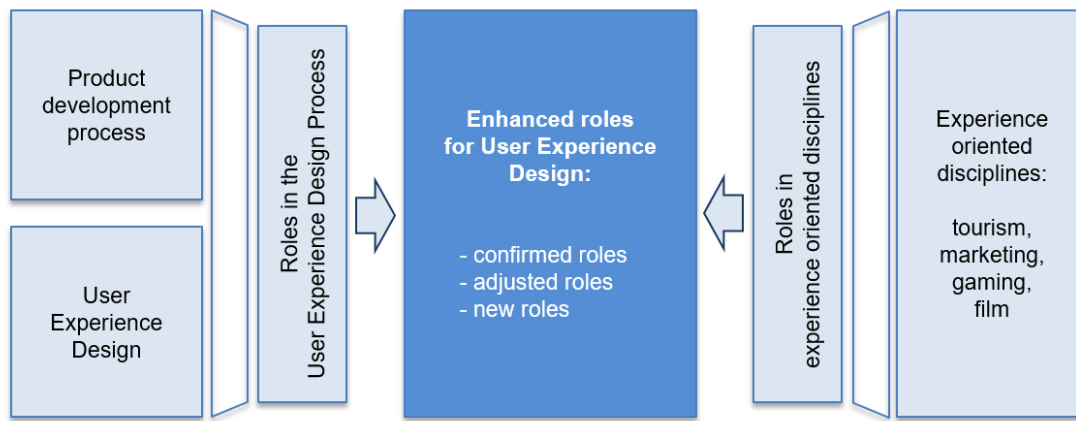 Product
development
process
User
Experience
Design
Roles in the
User Experience Design Process
Enhanced roles
for User Experience
Design:
- confirmed roles
- adjusted roles
- new roles
Roles in
experience oriented disciplines
Experience
oriented
disciplines:
tourism,
marketing,
gaming,
film